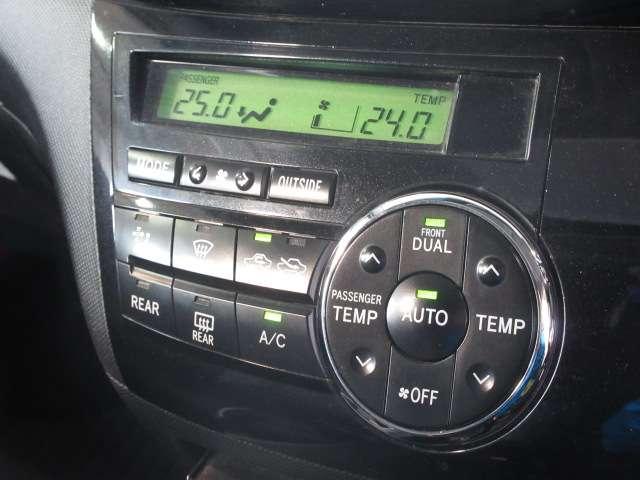 PASSENGER TEMP
25.0 24.0
MODE OUTSIDE
FRONT
DUAL
PASSENGER
TEMP
AUTO
TEMP
REAR
REAR
A/C
OFF